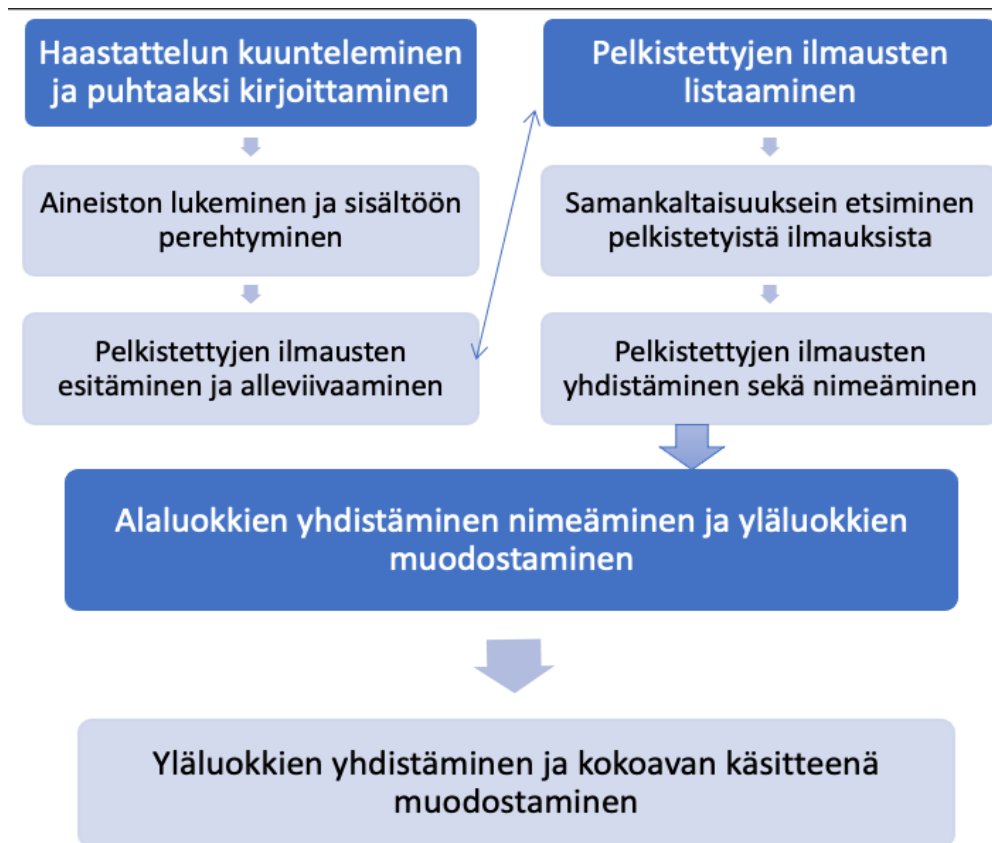 Haastattelun kuunteleminen
ja puhtaaksi kirjoittaminen
Aineiston lukeminen ja sisältöön
perehtyminen
Pelkistettyjen ilmausten
esitäminen ja alleviivaaminen
Pelkistettyjen ilmausten
listaaminen
Samankaltaisuuksein etsiminen
pelkistetyistä ilmauksista
Pelkistettyjen ilmausten
yhdistäminen sekä nimeäminen
Alaluokkien yhdistäminen nimeäminen ja yläluokkien
muodostaminen
Yläluokkien yhdistäminen ja kokoavan käsitteenä
muodostaminen